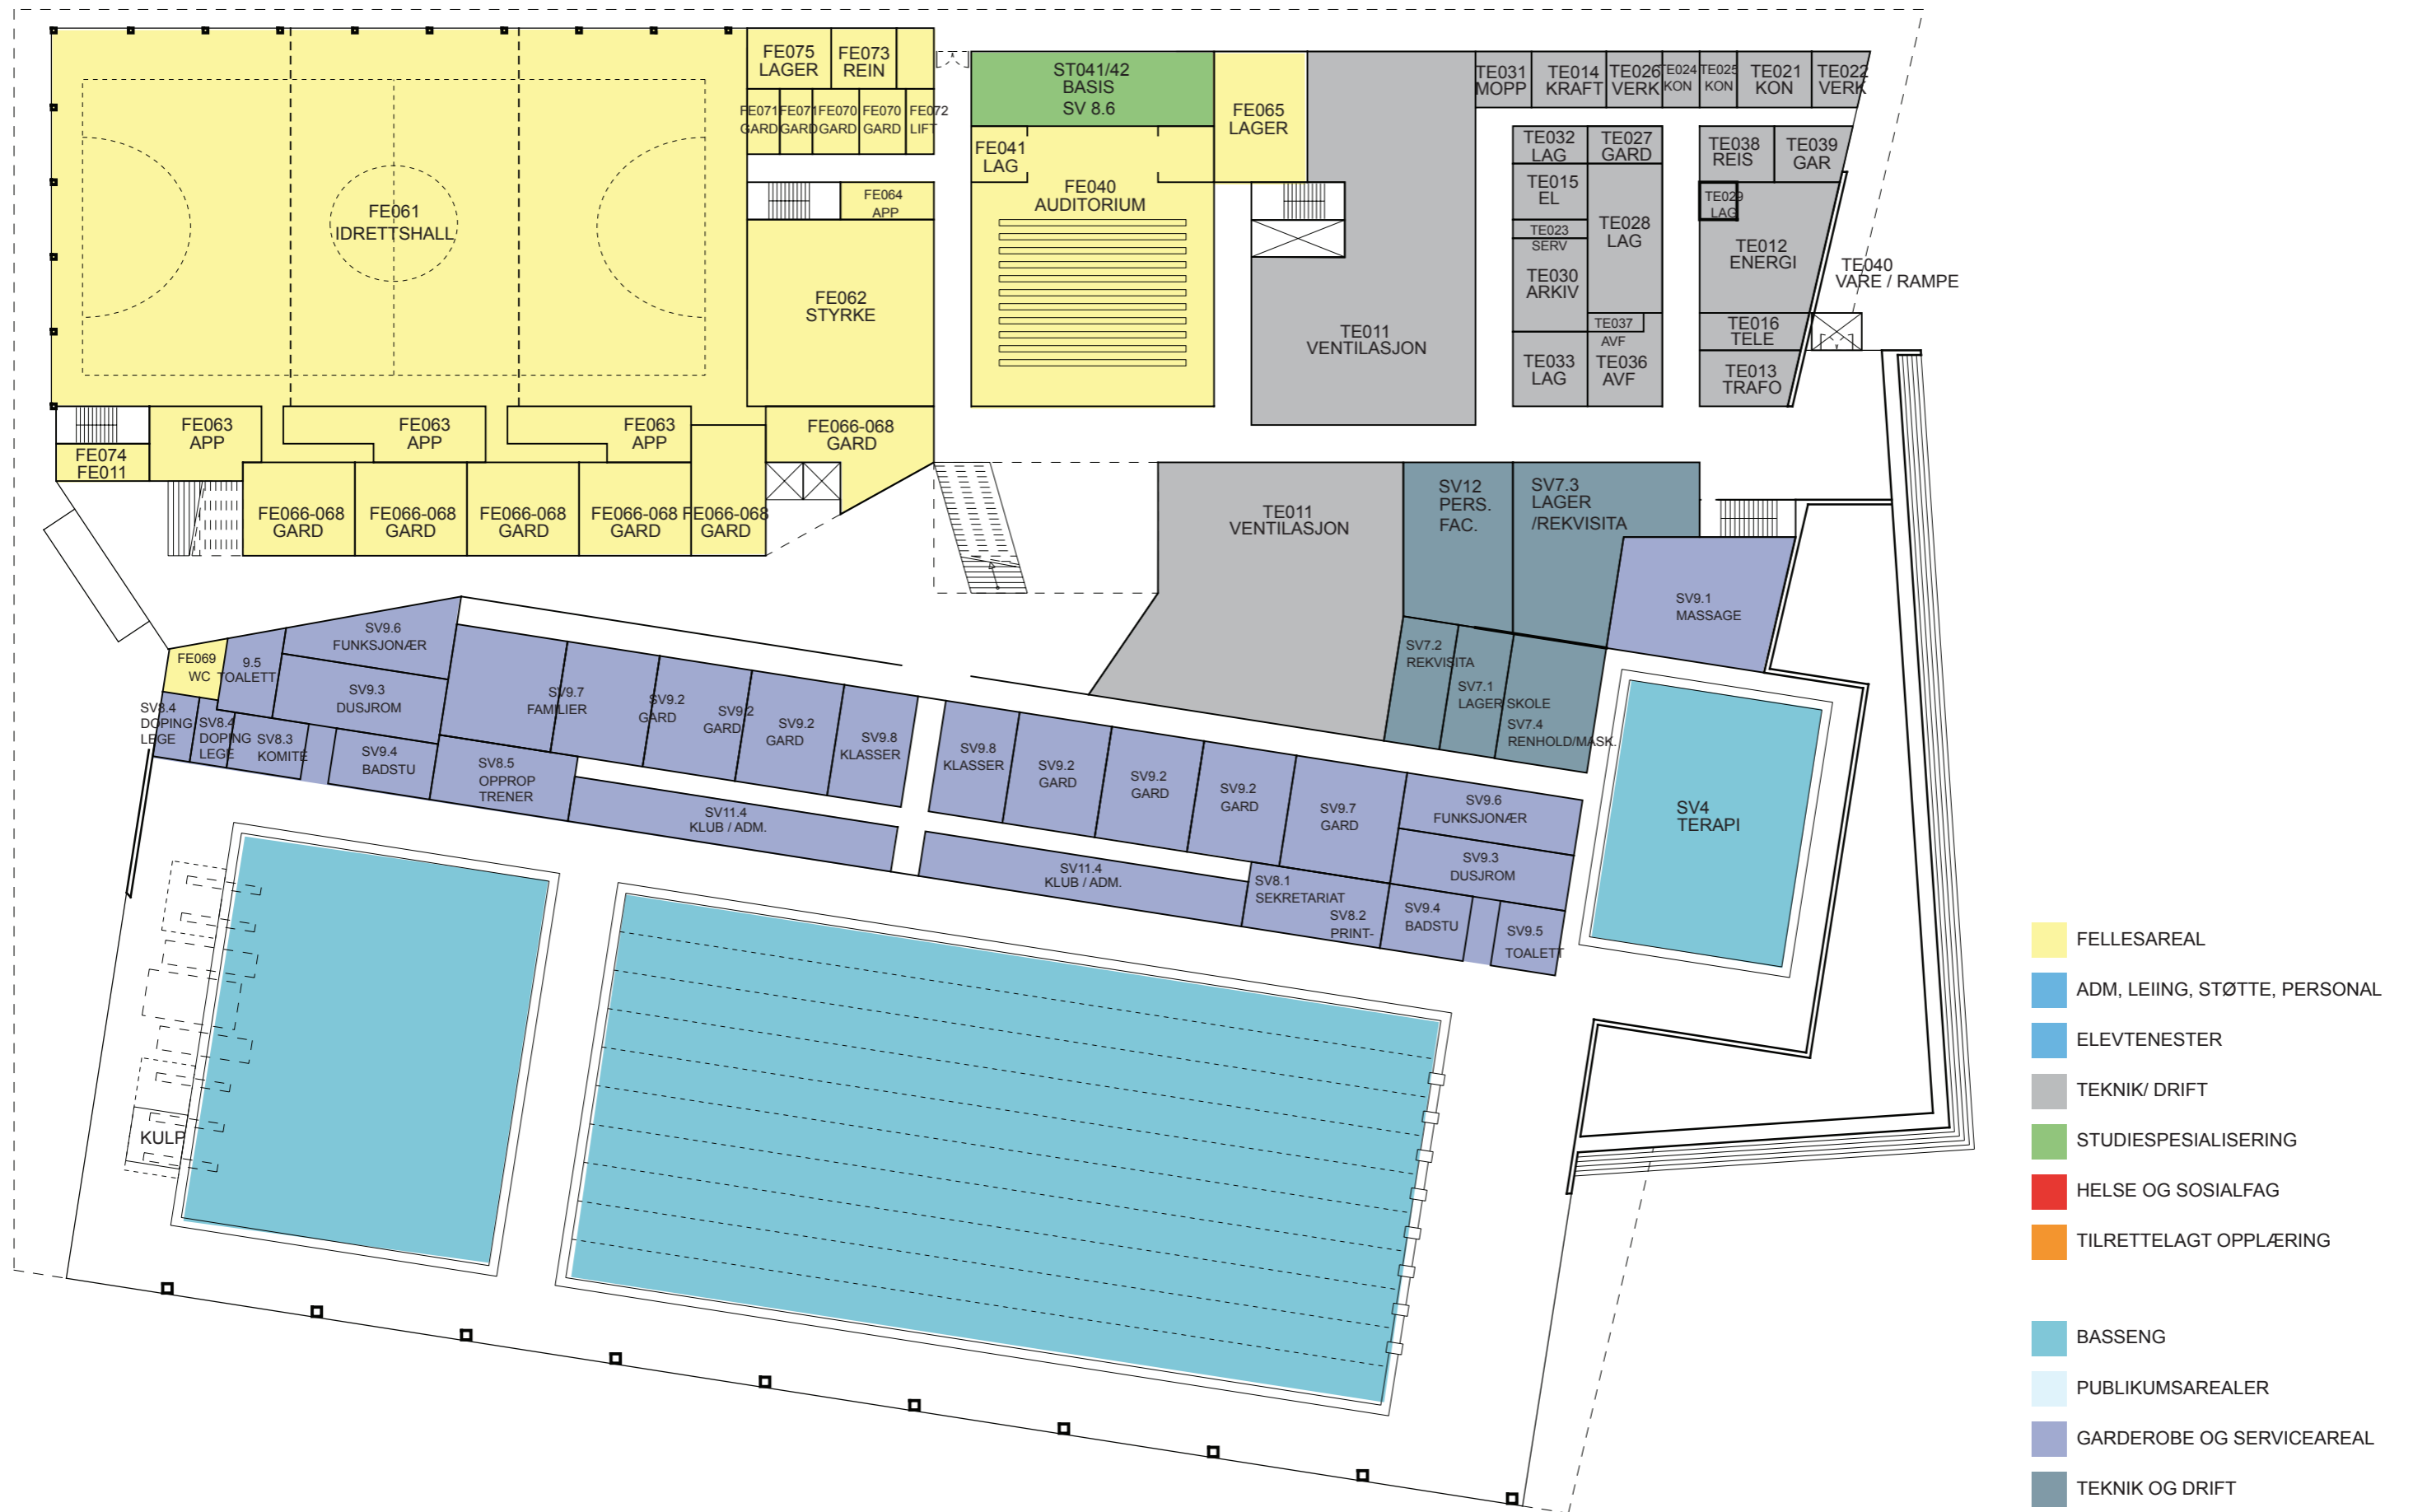 FE075
LAGER
FE073
REIN
FE071
GARD
FE071
GARD
FE070
GARD
FE070
GARD
FE072
LIFT
ST041/42
BASIS
SV 8.6
FE065
LAGER
FE041
LAG
FE040
AUDITORIUM
TE031
MOPP
TE014
KRAFT
TE026
VERK
TE024
KON
TE025
KON
TE021
KON
TE022
VERK
TE032
LAG
TE027
GARD
TE038
REIS
TE039
GAR
TE015
EL
TE029
LAG
TE023
SERV
TE028
LAG
TE012
ENERGI
TE030
ARKIV
TE040
VARE / RAMPE
TE037
AVF
TE016
TELE
TE033
LAG
TE036
AVF
TE013
TRAFO
FE061
IDRETTSHALL
FE064
APP
FE062
STYRKE
TE011
VENTILASJON
FE063
APP
FE063
APP
FE063
APP
FE066-068
GARD
FE074
FE011
FE066-068
GARD
FE066-068
GARD
FE066-068
GARD
FE066-068
GARD
FE066-068
GARD
TE011
VENTILASJON
SV12
PERS.
FAC.
SV7.3
LAGER
/REKVISITA
SV9.1
MASSAGE
SV7.2
REKVISITA
SV7.1
LAGER SKOLE
SV7.4
RENHOLD/MASK.
FE069
WC
9.5
TOALETT
SV9.6
FUNKSJONÆR
SV9.3
DUSJROM
SV8.4
DOPING
LEGE
SV8.4
DOPING
LEGE
SV8.3
KOMITE
SV9.4
BADSTU
SV9.7
FAMILIER
SV8.5
OPPROP
TRENER
SV9.2
GARD
SV9.2
GARD
SV9.2
GARD
SV9.8
KLASSER
SV11.4
KLUB / ADM.
SV9.8
KLASSER
SV9.2
GARD
SV9.2
GARD
SV9.2
GARD
SV9.7
GARD
SV9.6
FUNKSJONÆR
SV9.3
DUSJROM
SV11.4
KLUB / ADM.
SV8.1
SEKRETARIAT
SV8.2
PRINT-
SV9.4
BADSTU
SV9.5
TOALETT
SV4
TERAPI
KULP
FELLESAREAL
ADM, LEIING, STØTTE, PERSONAL
ELEVTENESTER
TEKNIK/ DRIFT
STUDIESPESIALISERING
HELSE OG SOSIALFAG
TILRETTELAGT OPPLÆRING
BASSENG
PUBLIKUMSAREALER
GARDEROBE OG SERVICEAREAL
TEKNIK OG DRIFT